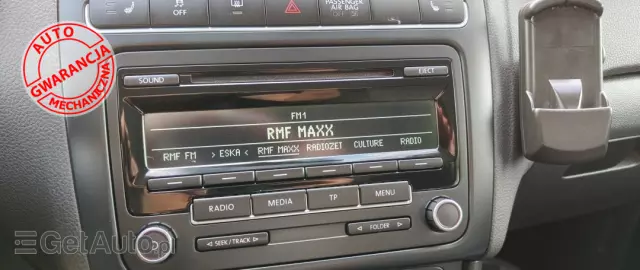 PASSENGER
AIR BAG
OFF
AUTO
GWARANCJA
MECHANICZNA
SOUND
EJECT
FM1
RMF MAXX
RMF FM > ESKA < RMF MAXX RADIOZET CULTURE RADIO
RADIO MEDIA TP MENU
< SEEK / TRACK > < FOLDER >
GetAuto.pl